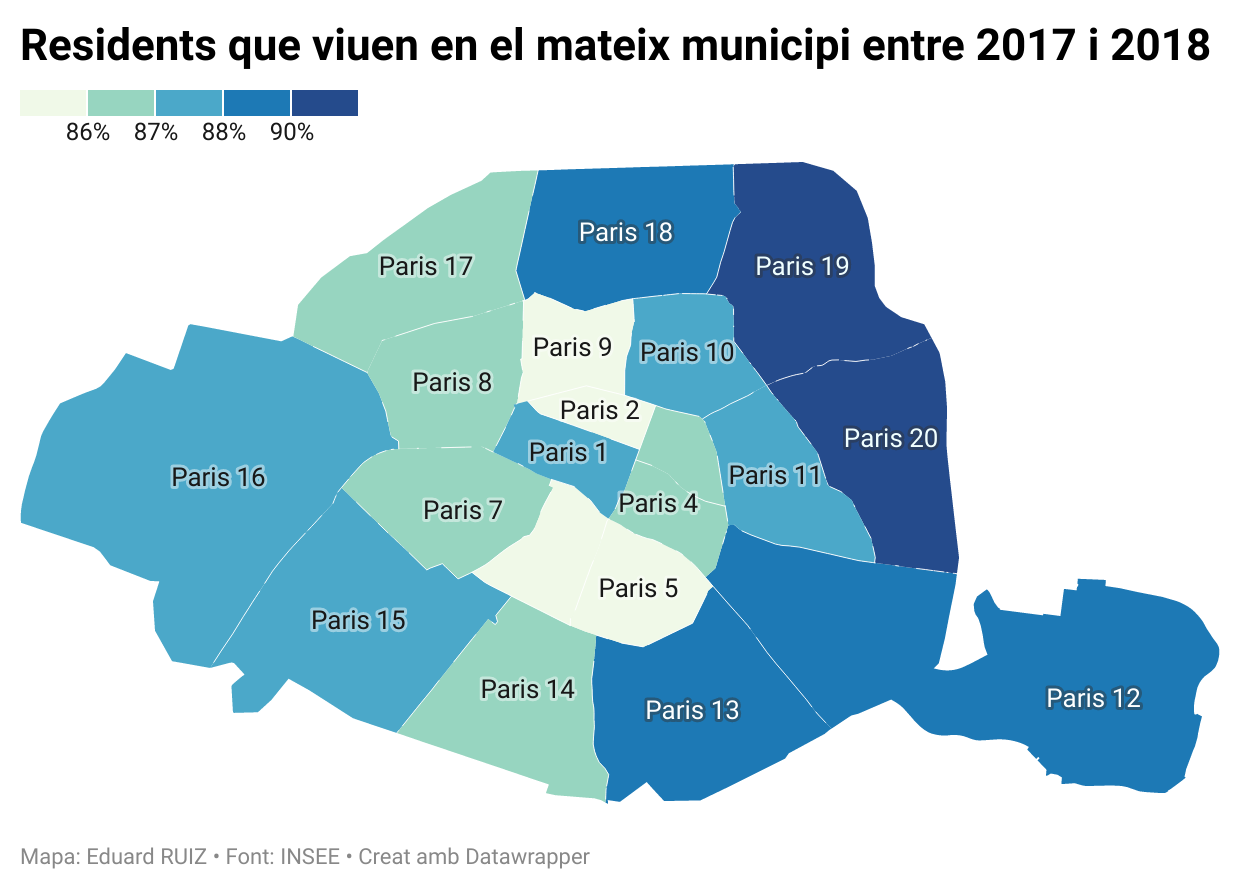 Residents que viuen en el mateix municipi entre 2017 i 2018
86% 87% 88% 90%
Paris 18
Paris 17
Paris 19
Paris 9
Paris 10
Paris 8
Paris 2
Paris 20
Paris 1
Paris 16
Paris 11
Paris 4
Paris 7
Paris 5
Paris 15
Paris 14
Paris 12
Paris 13
Mapa: Eduard RUIZ • Font: INSEE • Creat amb Datawrapper